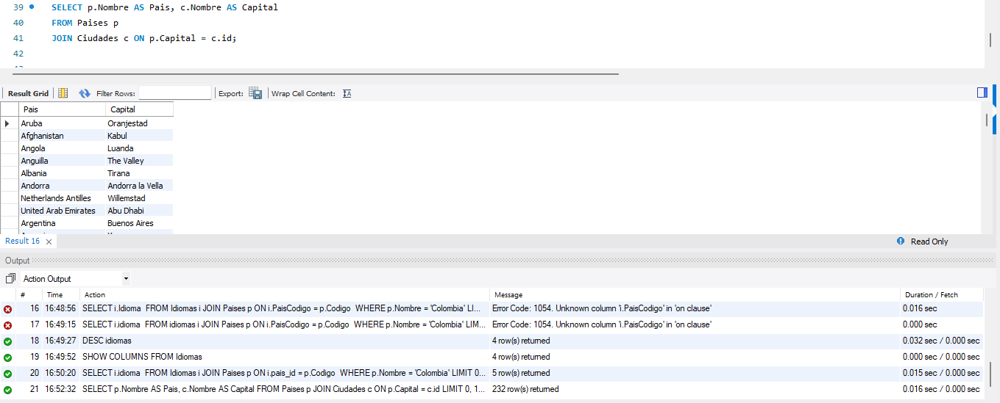 39 SELECT p.Nombre AS Pais, c.Nombre AS Capital
40 FROM Paises p
41 JOIN Ciudades c ON p.Capital = c.id;
42
Result Grid Filter Rows: Export: Wrap Cell Content:
Pais Capital
Aruba Oranjestad
Afghanistan Kabul
Angola Luanda
Anguilla The Valley
Albania Tirana
Andorra Andorra la Vella
Netherlands Antilles Willemstad
United Arab Emirates Abu Dhabi
Argentina Buenos Aires
Result 16 Read Only
Output
Action Output
# Time Action Message Duration / Fetch
16 16:48:56 SELECT i.Idioma FROM Idiomas i JOIN Paises p ON i.PaisCodigo = p.Codigo WHERE p.Nombre = 'Colombia' LI... Error Code: 1054. Unknown column 'i.PaisCodigo' in 'on clause' 0.016 sec
17 16:49:15 SELECT i.idioma FROM idiomas i JOIN Paises p ON i.PaisCodigo = p.Codigo WHERE p.Nombre = 'Colombia' LIM... Error Code: 1054. Unknown column 'i.PaisCodigo' in 'on clause' 0.000 sec
18 16:49:27 DESC idiomas 4 row(s) returned 0.032 sec / 0.000 sec
19 16:49:52 SHOW COLUMNS FROM Idiomas 4 row(s) returned 0.000 sec / 0.000 sec
20 16:50:20 SELECT i.idioma FROM Idiomas i JOIN Paises p ON i.pais_id = p.Codigo WHERE p.Nombre = 'Colombia' LIMIT 0... 5 row(s) returned 0.015 sec / 0.000 sec
21 16:52:32 SELECT p.Nombre AS Pais, c.Nombre AS Capital FROM Paises p JOIN Ciudades c ON p.Capital = c.id LIMIT 0, 1... 232 row(s) returned 0.016 sec / 0.000 sec